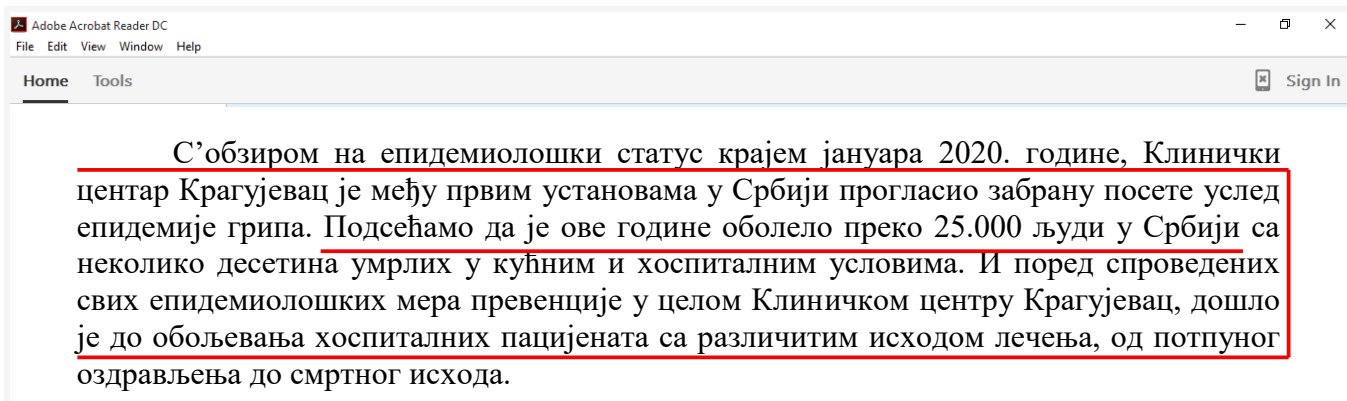 Adobe Acrobat Reader DC
File Edit View Window Help
Home Tools Sign In
С’обзиром на епидемиолошки статус крајем јануара 2020. године, Клинички
центар Крагујевац је међу првим установама у Србији прогласио забрану посете услед
епидемије грипа. Подсећамо да је ове године оболело преко 25.000 људи у Србији са
неколико десетина умрлих у кућним и хоспиталним условима. И поред спроведених
свих епидемиолошких мера превенције у целом Клиничком центру Крагујевац, дошло
је до обољевања хоспиталних пацијената са различитим исходом лечења, од потпуног
оздрављења до смртног исхода.